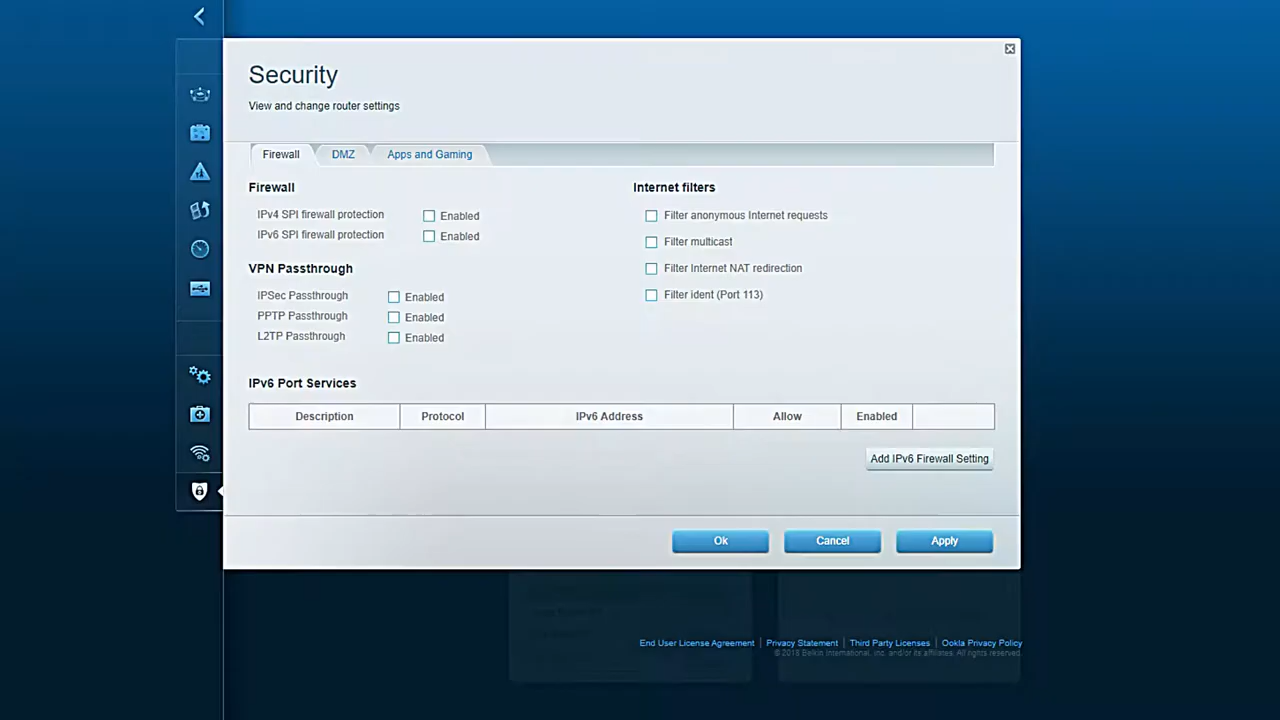 Security
View and change router settings
Firewall DMZ Apps and Gaming
Firewall
IPv4 SPI firewall protection Enabled
IPv6 SPI firewall protection Enabled
VPN Passthrough
IPSec Passthrough Enabled
PPTP Passthrough Enabled
L2TP Passthrough Enabled
Internet filters
Filter anonymous Internet requests
Filter multicast
Filter Internet NAT redirection
Filter ident (Port 113)
IPv6 Port Services
Description Protocol IPv6 Address Allow Enabled
Add IPv6 Firewall Setting
Ok Cancel Apply
End User License Agreement | Privacy Statement | Third Party Licenses | Ookla Privacy Policy
© 2018 Belkin International, Inc. and/or its affiliates. All rights reserved.